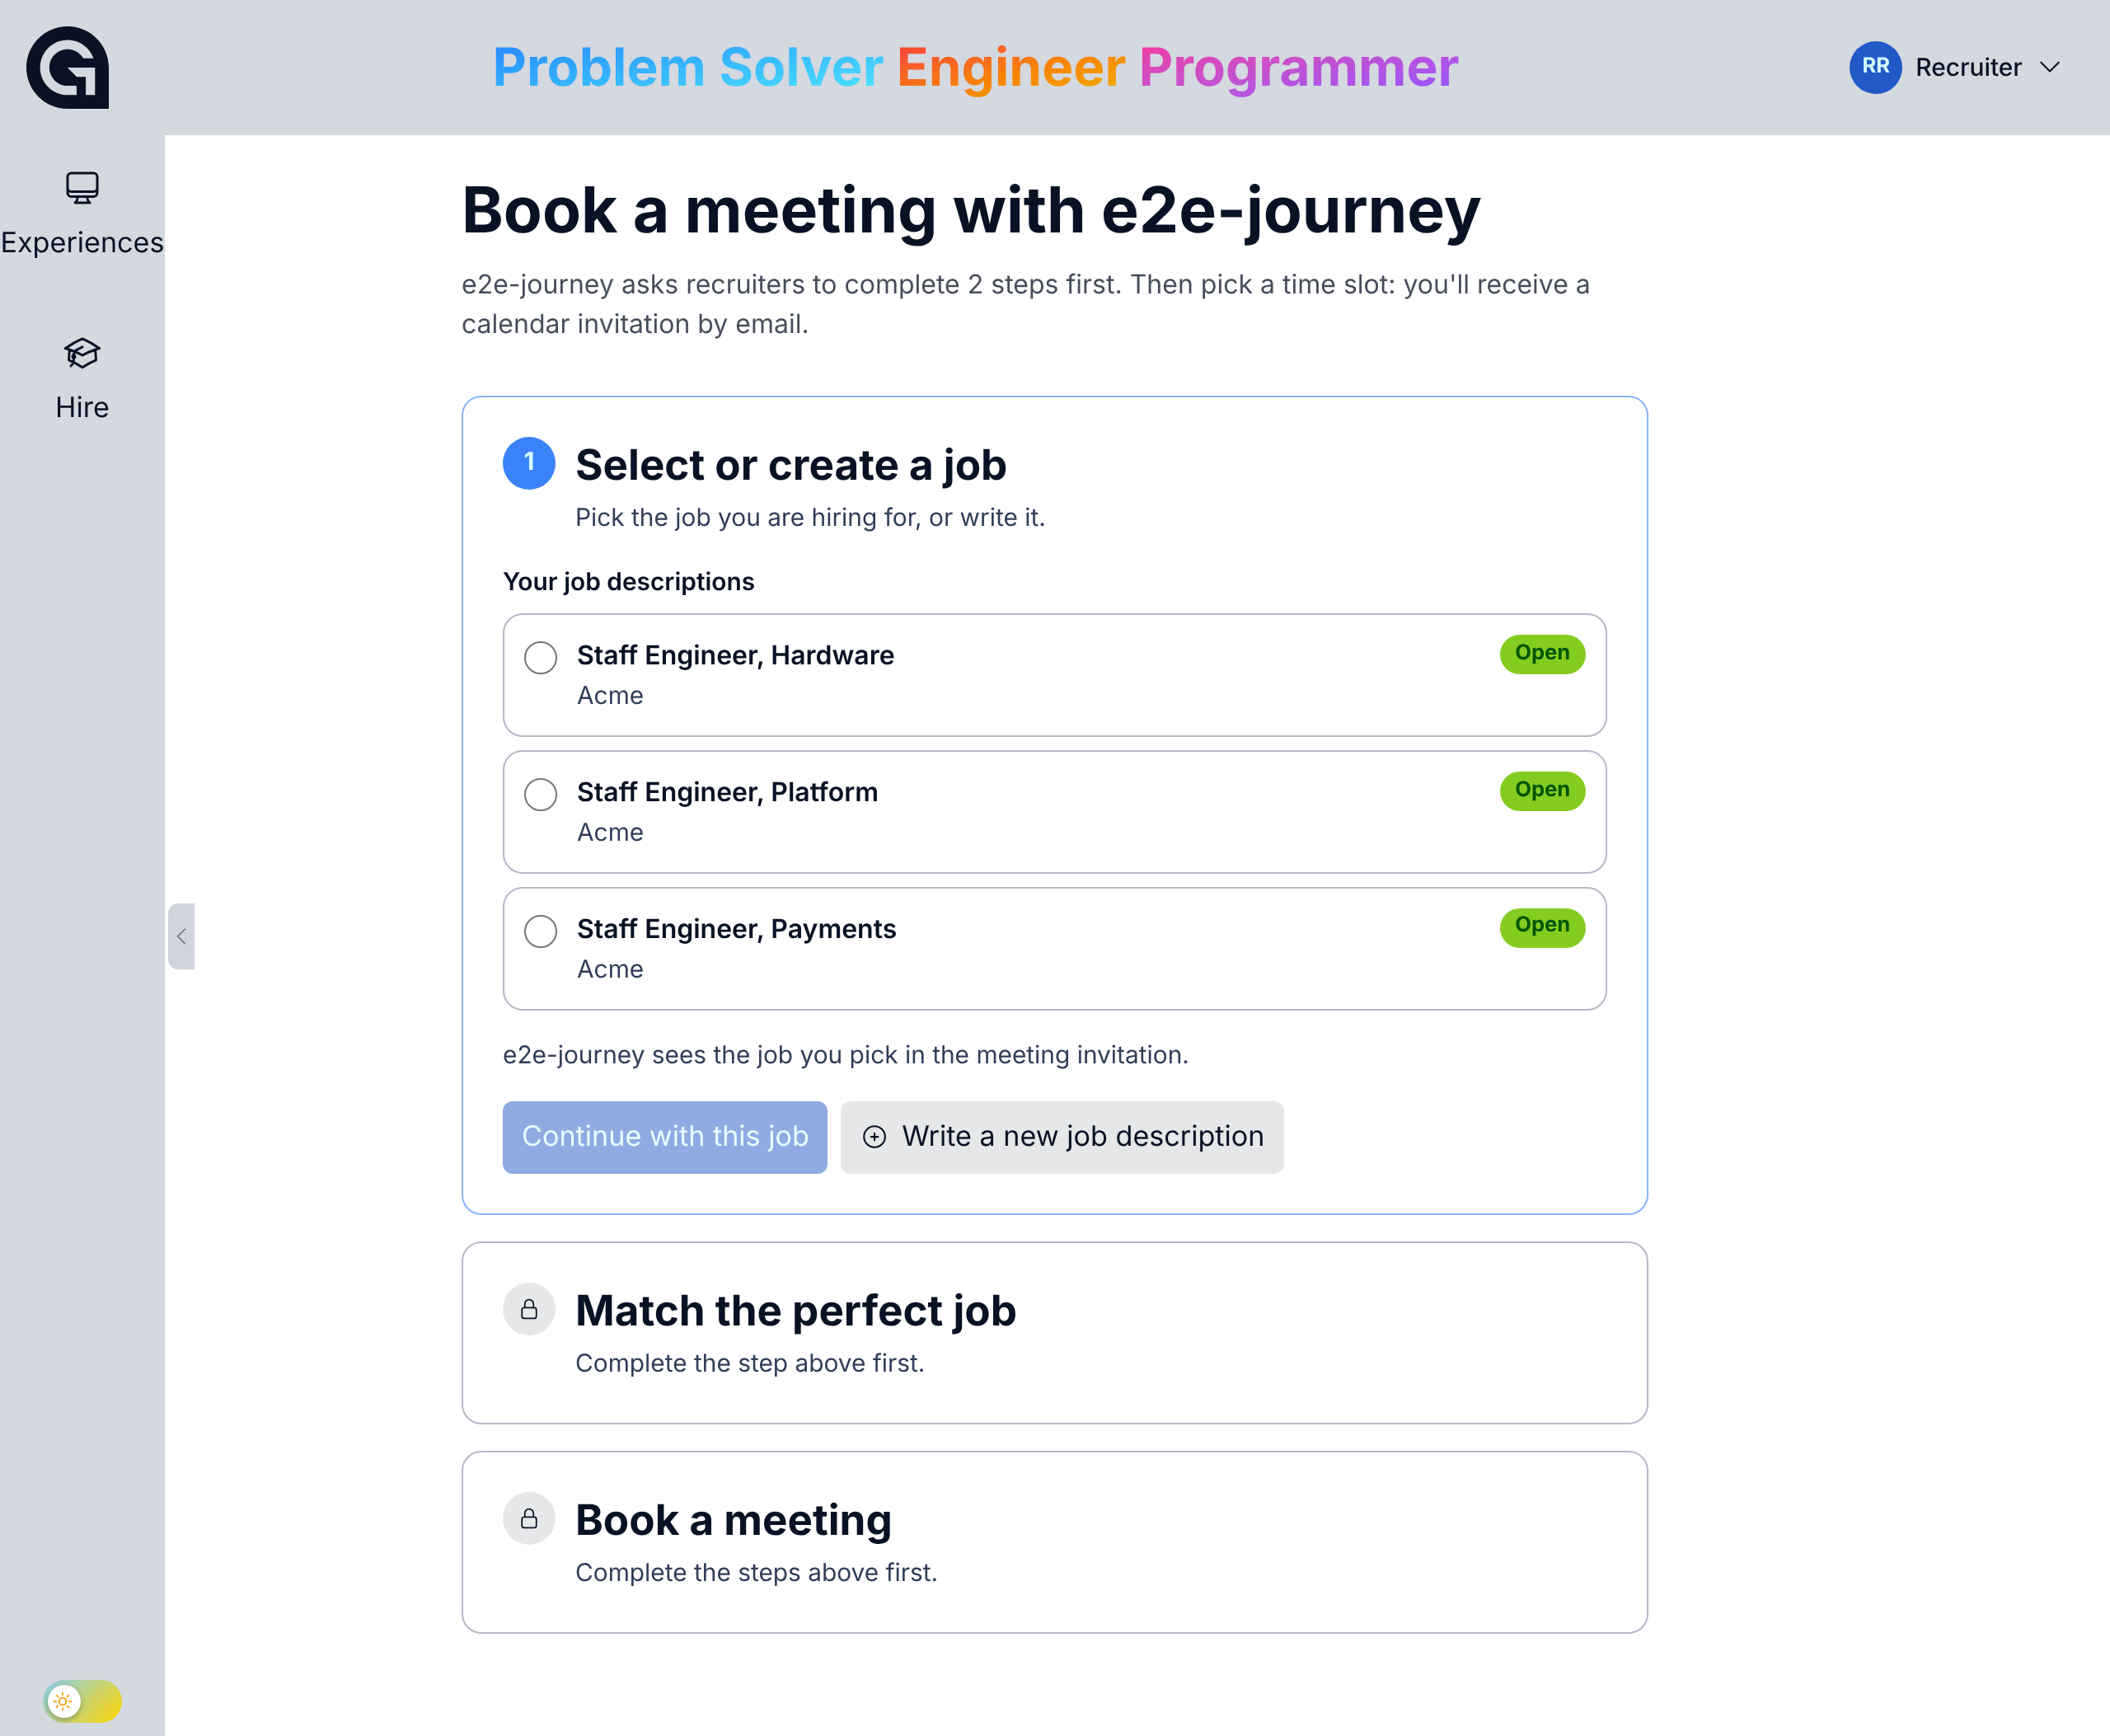 Problem Solver Engineer Programmer
RR
Recruiter
Experiences
Hire
Book a meeting with e2e-journey
e2e-journey asks recruiters to complete 2 steps first. Then pick a time slot: you'll receive a
calendar invitation by email.
1
Select or create a job
Pick the job you are hiring for, or write it.
Your job descriptions
Staff Engineer, Hardware
Open
Acme
Staff Engineer, Platform
Open
Acme
Staff Engineer, Payments
Open
Acme
e2e-journey sees the job you pick in the meeting invitation.
Continue with this job
Write a new job description
Match the perfect job
Complete the step above first.
Book a meeting
Complete the steps above first.